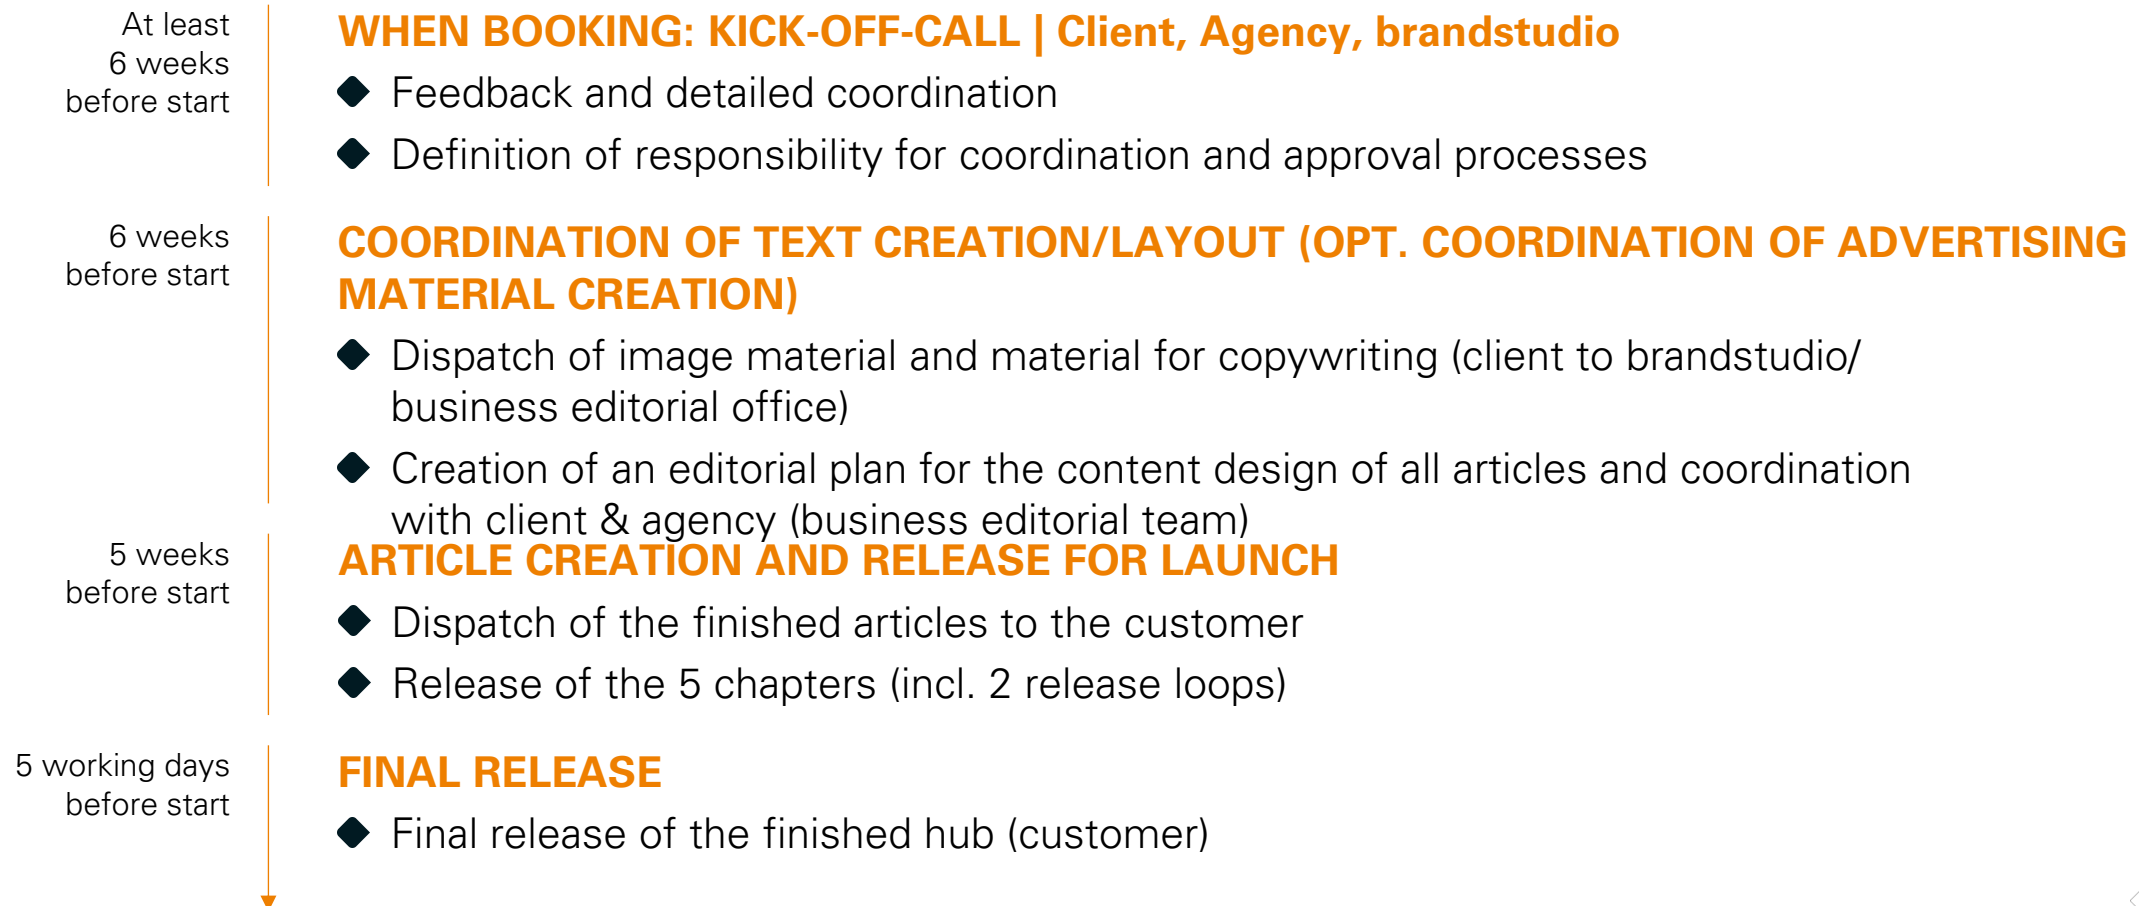 At least
6 weeks
before start
WHEN BOOKING: KICK-OFF-CALL | Client, Agency, brandstudio
Feedback and detailed coordination
Definition of responsibility for coordination and approval processes
6 weeks
before start
COORDINATION OF TEXT CREATION/LAYOUT (OPT. COORDINATION OF ADVERTISING
MATERIAL CREATION)
Dispatch of image material and material for copywriting (client to brandstudio/
business editorial office)
Creation of an editorial plan for the content design of all articles and coordination
with client & agency (business editorial team)
5 weeks
before start
ARTICLE CREATION AND RELEASE FOR LAUNCH
Dispatch of the finished articles to the customer
Release of the 5 chapters (incl. 2 release loops)
5 working days
before start
FINAL RELEASE
Final release of the finished hub (customer)